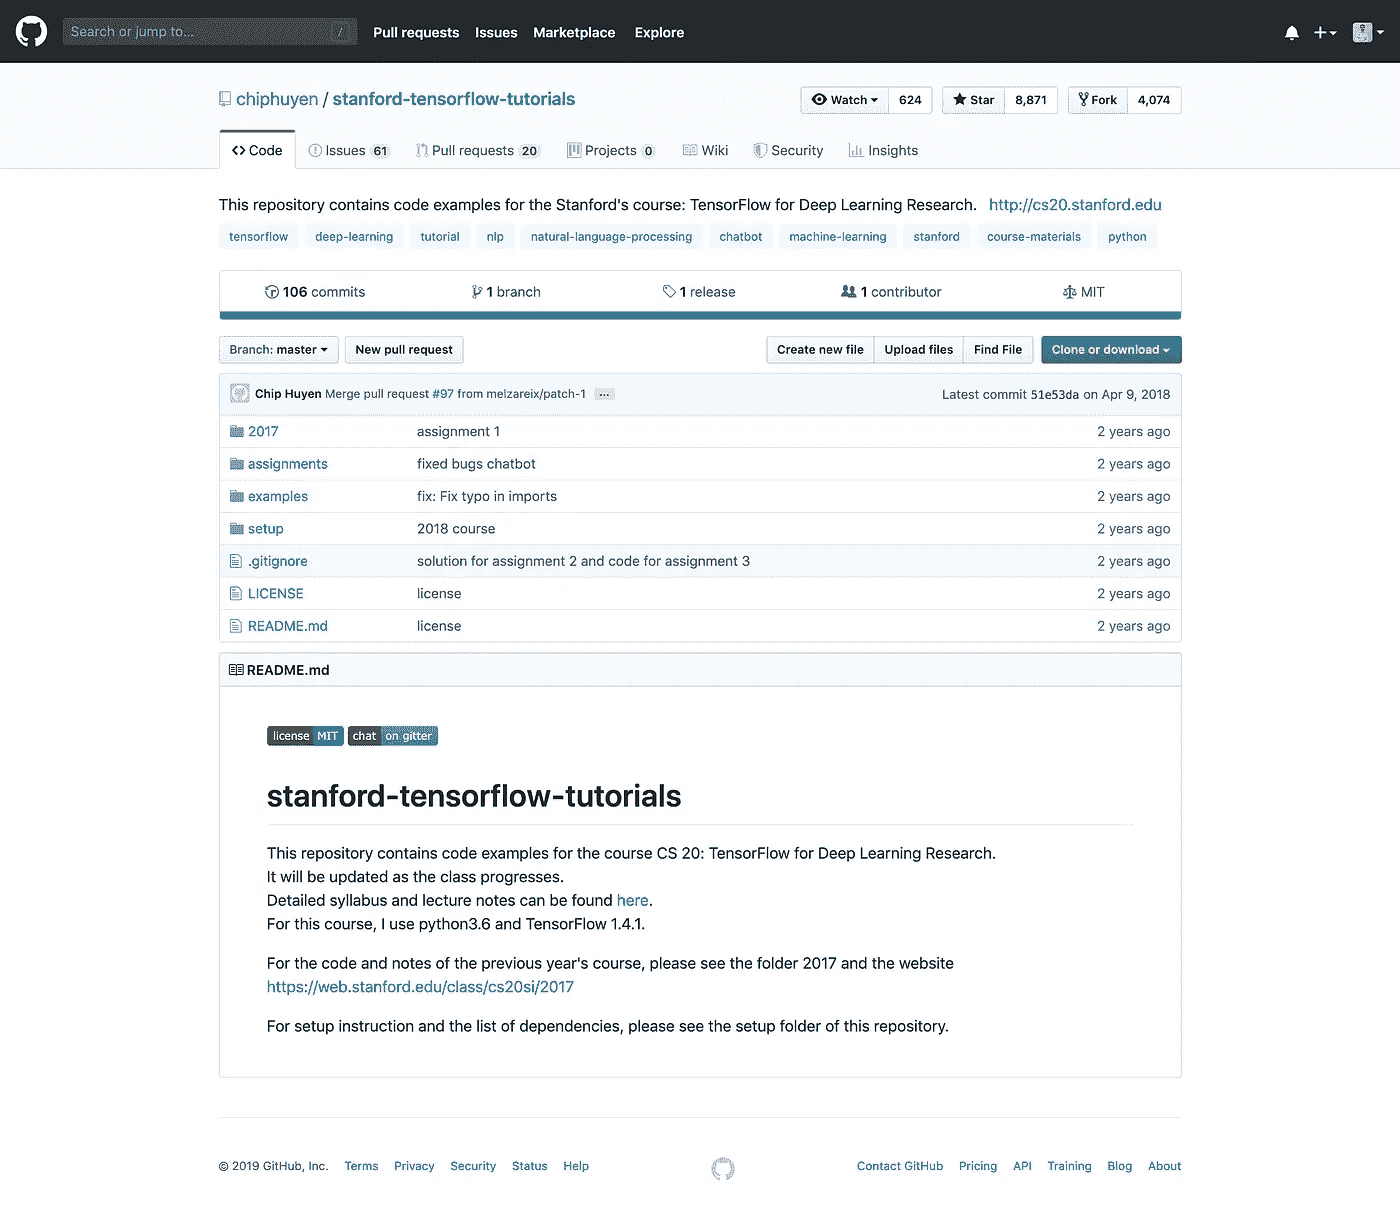 Search or jump to... /
Pull requests Issues Marketplace Explore
chiphuyen / stanford-tensorflow-tutorials
Watch 624 Star 8,871 Fork 4,074
Code Issues 61 Pull requests 20 Projects 0 Wiki Security Insights
This repository contains code examples for the Stanford's course: TensorFlow for Deep Learning Research. http://cs20.stanford.edu
tensorflow deep-learning tutorial nlp natural-language-processing chatbot machine-learning stanford course-materials python
106 commits 1 branch 1 release 1 contributor MIT
Branch: master New pull request Create new file Upload files Find File Clone or download
Chip Huyen Merge pull request #97 from melzareix/patch-1 ... Latest commit 51e53da on Apr 9, 2018
2017 assignment 1 2 years ago
assignments fixed bugs chatbot 2 years ago
examples fix: Fix typo in imports 2 years ago
setup 2018 course 2 years ago
.gitignore solution for assignment 2 and code for assignment 3 2 years ago
LICENSE license 2 years ago
README.md license 2 years ago
README.md
license MIT chat on gitter
stanford-tensorflow-tutorials
This repository contains code examples for the course CS 20: TensorFlow for Deep Learning Research.
It will be updated as the class progresses.
Detailed syllabus and lecture notes can be found here.
For this course, I use python3.6 and TensorFlow 1.4.1.
For the code and notes of the previous year's course, please see the folder 2017 and the website
https://web.stanford.edu/class/cs20si/2017
For setup instruction and the list of dependencies, please see the setup folder of this repository.
© 2019 GitHub, Inc. Terms Privacy Security Status Help Contact GitHub Pricing API Training Blog About